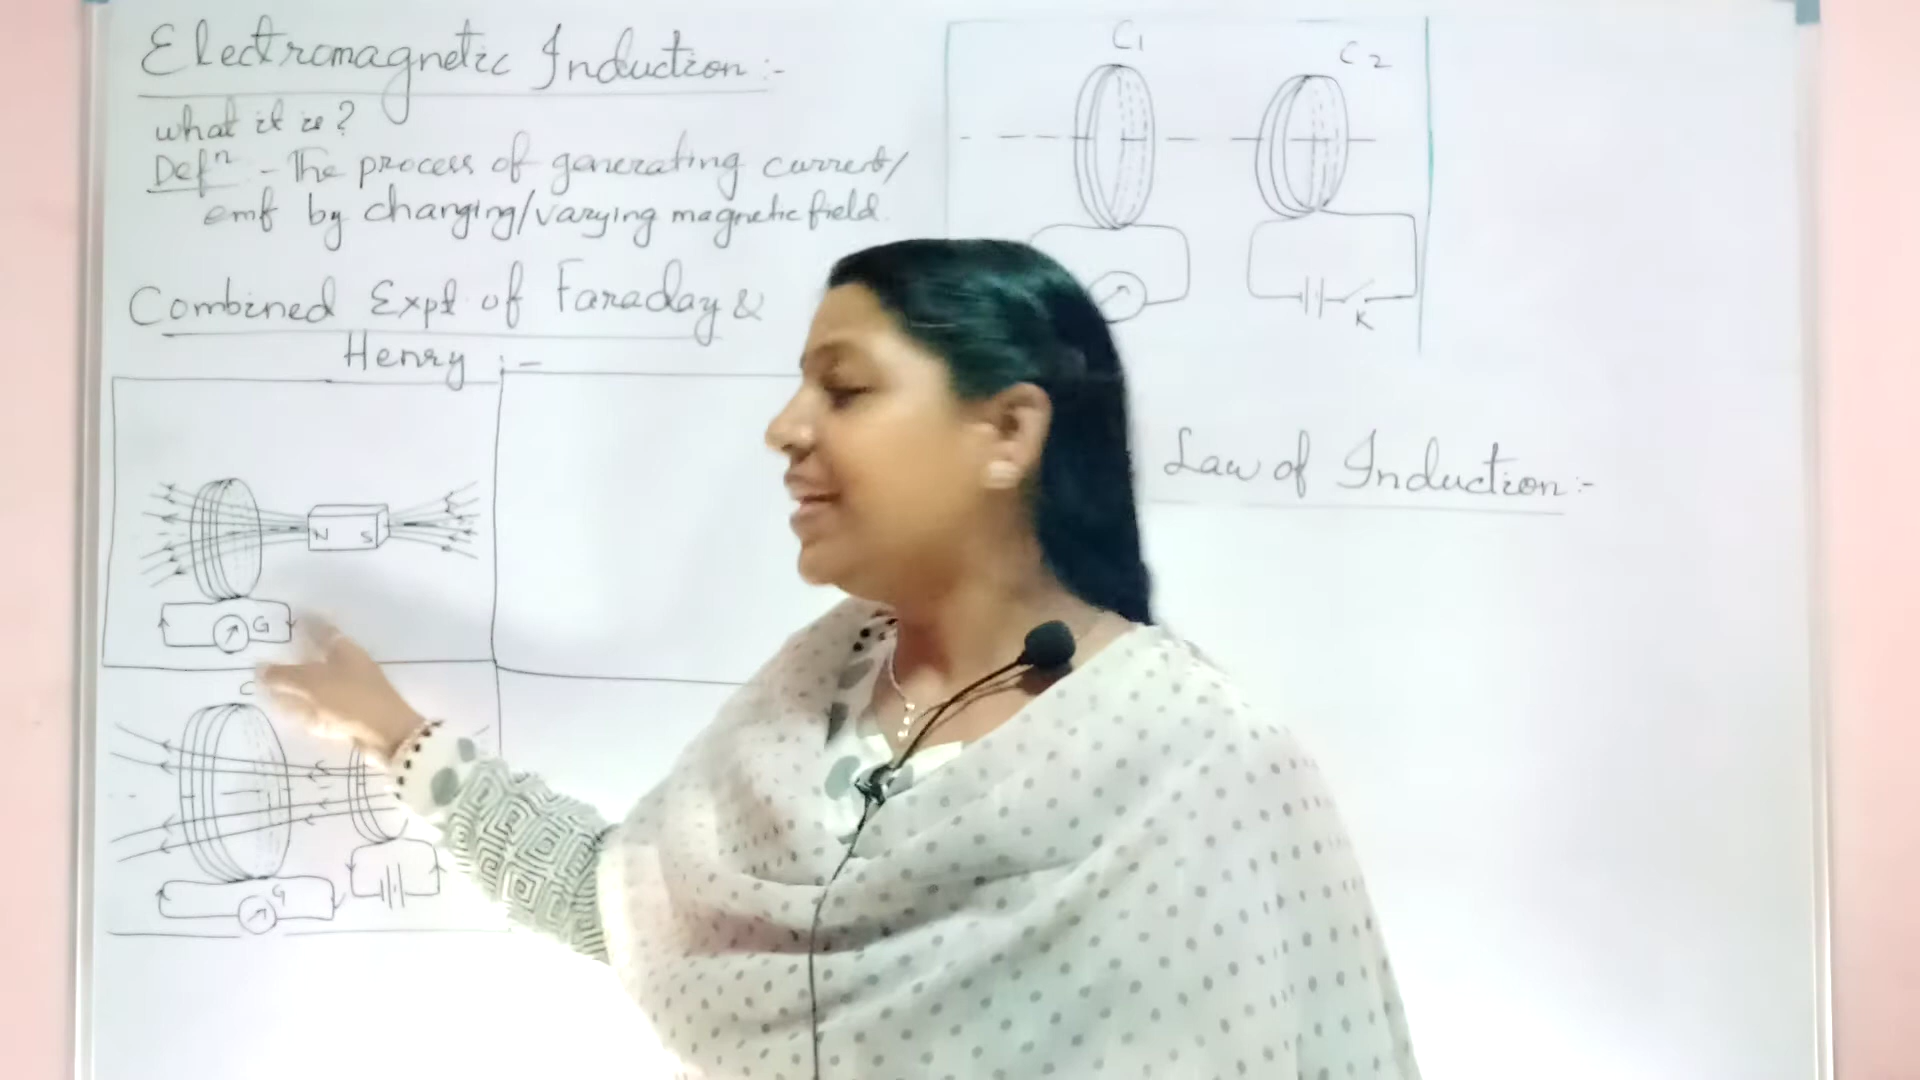 Electromagnetic Induction :-
what it is?
Defⁿ - The process of generating current/
emf by changing/varying magnetic field.
Combined Expt of Faraday &
Henry :-
N S
G
C
G
C1
C2
K
Law of Induction :-